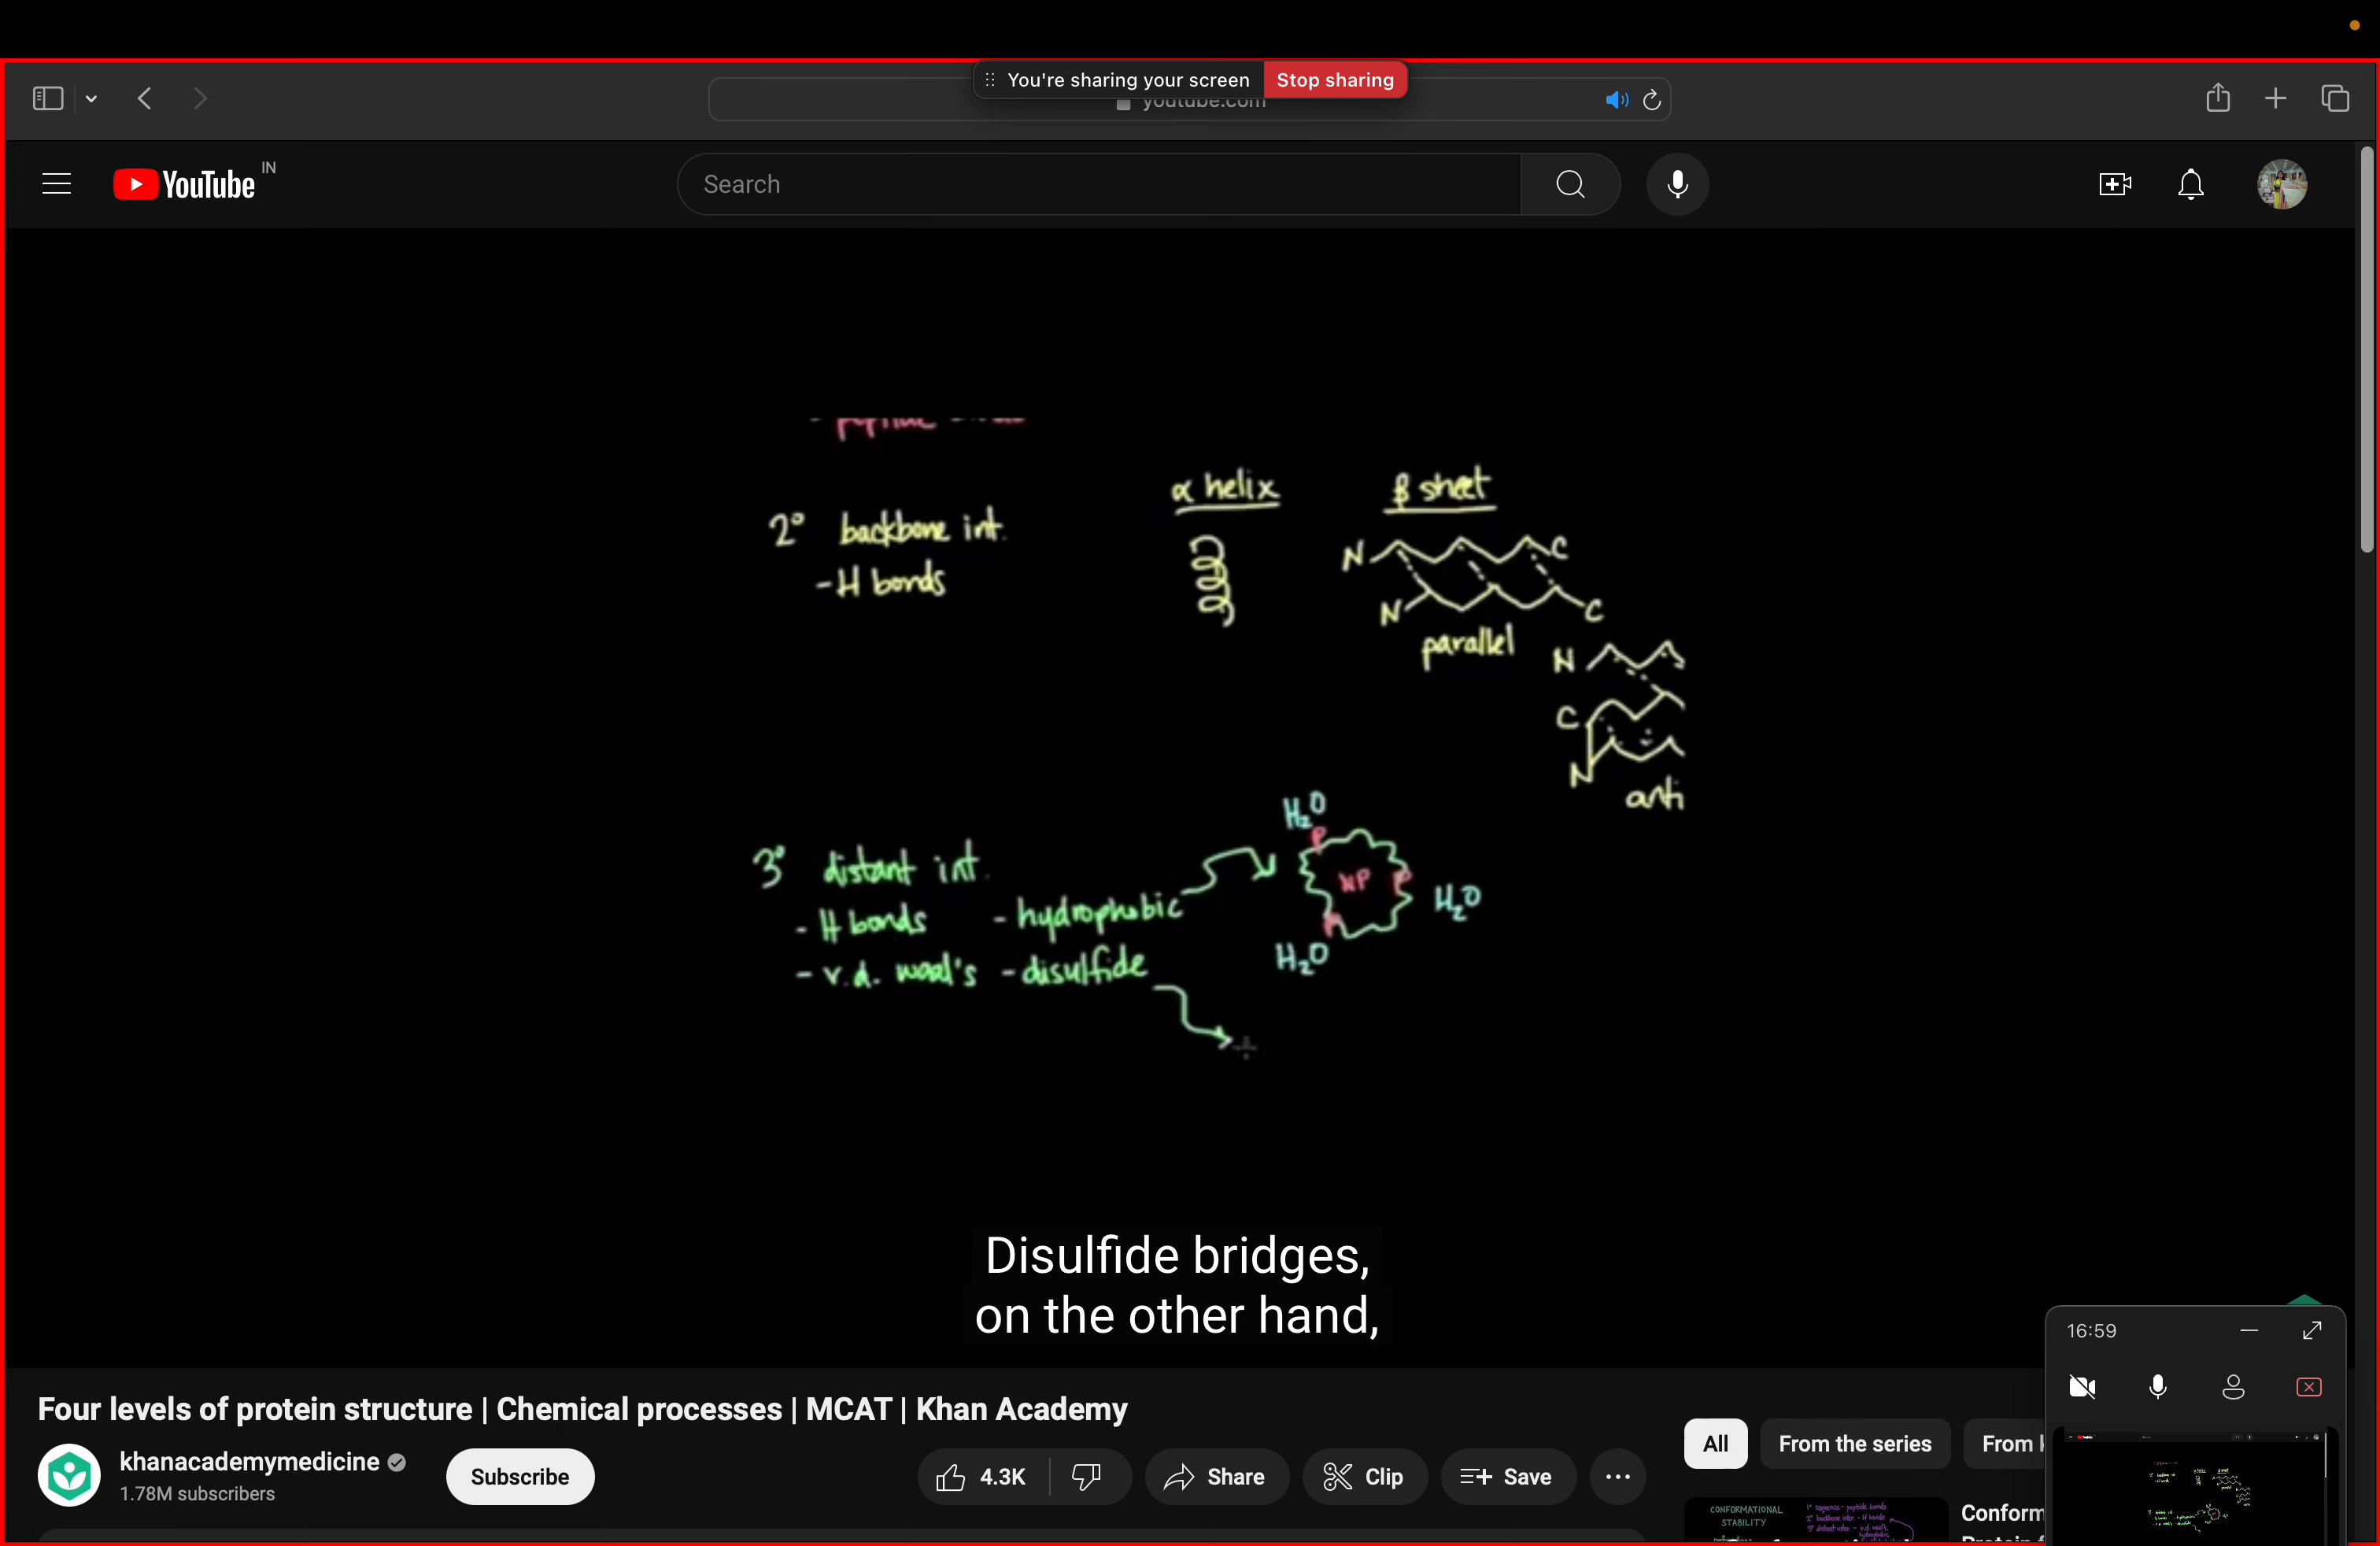 You're sharing your screen Stop sharing
youtube.com
YouTube IN
Search
α helix
β sheet
2° backbone int.
- H bonds
N C
N C
parallel
N
C
N
anti
3° distant int.
- H bonds - hydrophobic
- v.d. waal's - disulfide
H₂O
P
NP P
H₂O
P
H₂O
Disulfide bridges,
on the other hand,
16:59
Four levels of protein structure | Chemical processes | MCAT | Khan Academy
khanacademymedicine
1.78M subscribers
Subscribe
4.3K
Share
Clip
Save
All
From the series
From
CONFORMATIONAL
STABILITY
Conform